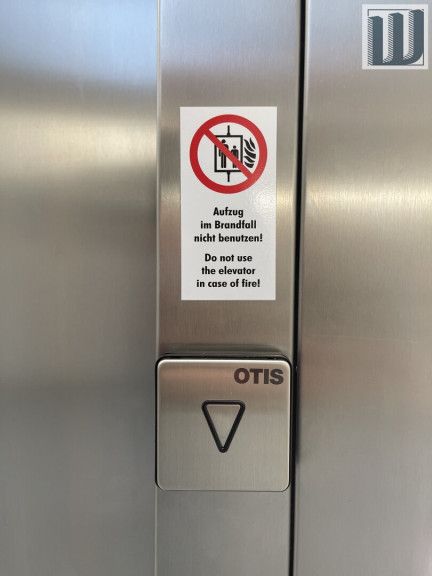 W
Aufzug
im Brandfall
nicht benutzen!
Do not use
the elevator
in case of fire!
OTIS